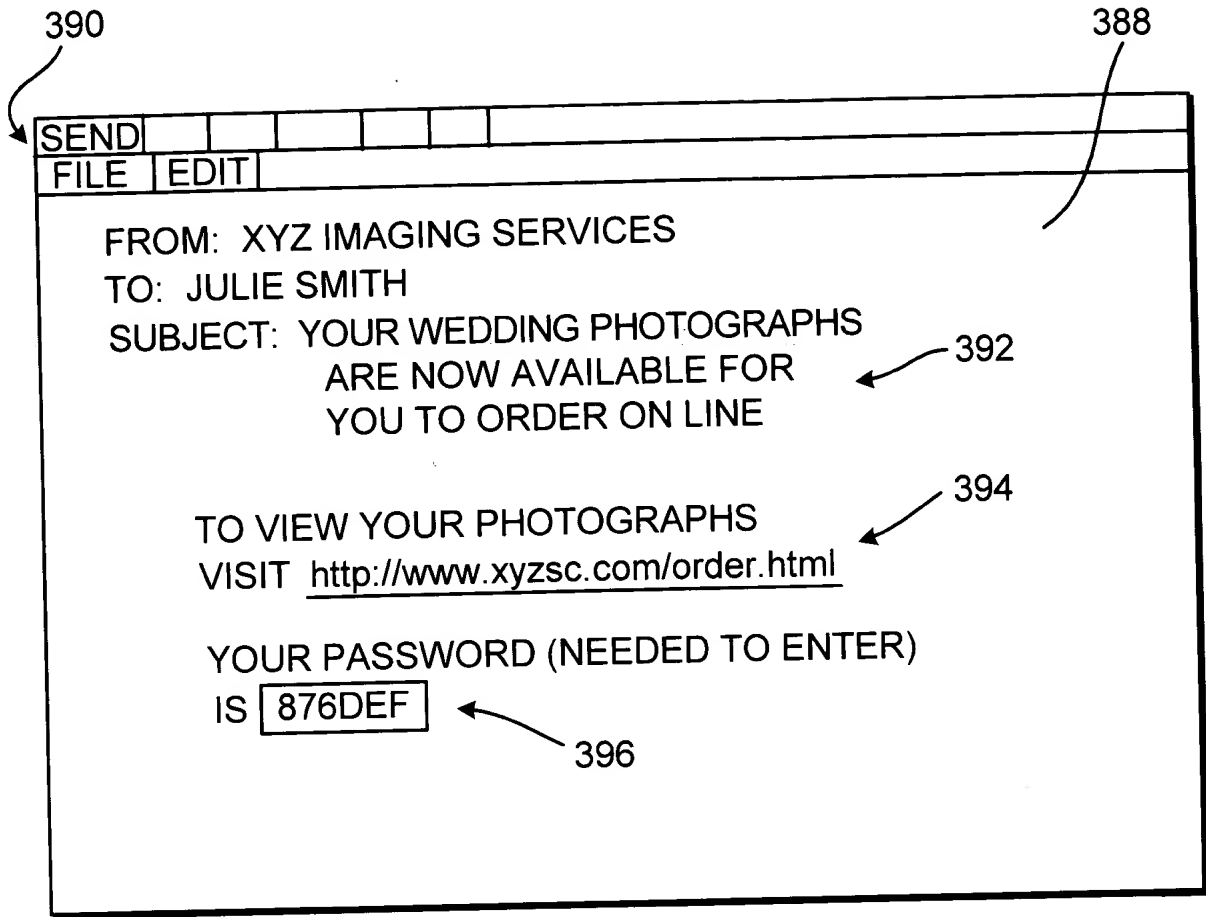 390
388
SEND
FILE EDIT
FROM: XYZ IMAGING SERVICES
TO: JULIE SMITH
SUBJECT: YOUR WEDDING PHOTOGRAPHS
ARE NOW AVAILABLE FOR
392
YOU TO ORDER ON LINE
394
TO VIEW YOUR PHOTOGRAPHS
VISIT http://www.xyzsc.com/order.html
YOUR PASSWORD (NEEDED TO ENTER)
IS 876DEF
396